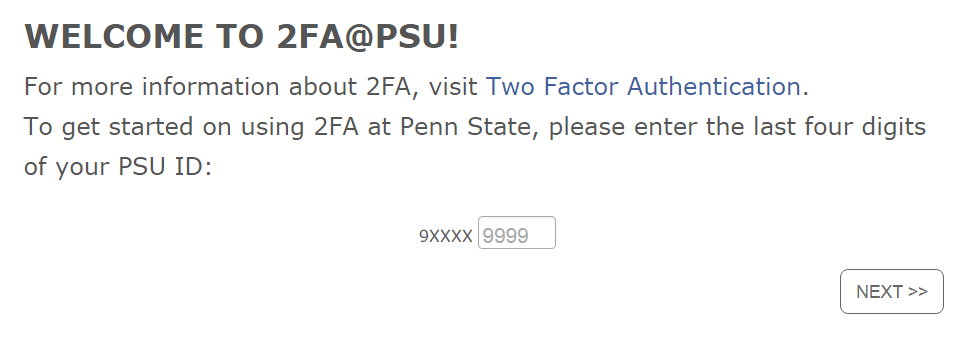 WELCOME TO 2FA@PSU!
For more information about 2FA, visit Two Factor Authentication.
To get started on using 2FA at Penn State, please enter the last four digits
of your PSU ID:
9XXXX 9999
NEXT >>